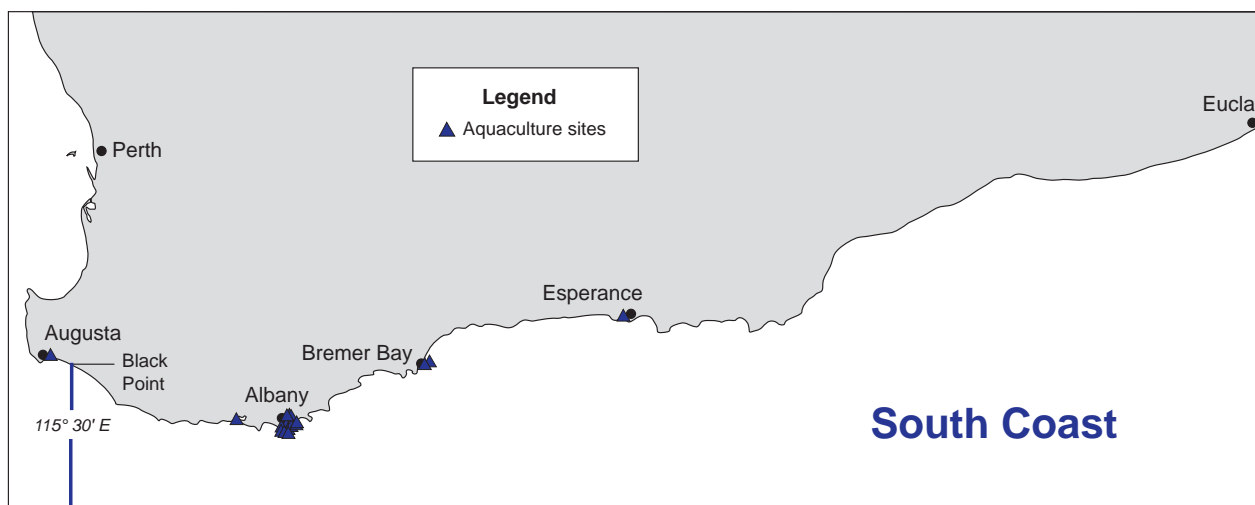 Legend
Aquaculture sites
Eucla
Perth
Esperance
Augusta
Bremer Bay
Black
Point
Albany
115° 30' E
South Coast